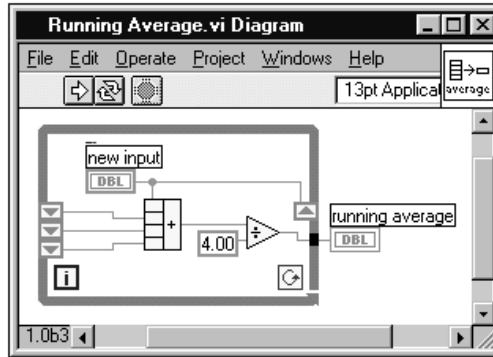 Running Average.vi Diagram
File Edit Operate Project Windows Help
13pt Applica
average
new input
DBL
+
4.00
÷
running average
DBL
i
1.0b3